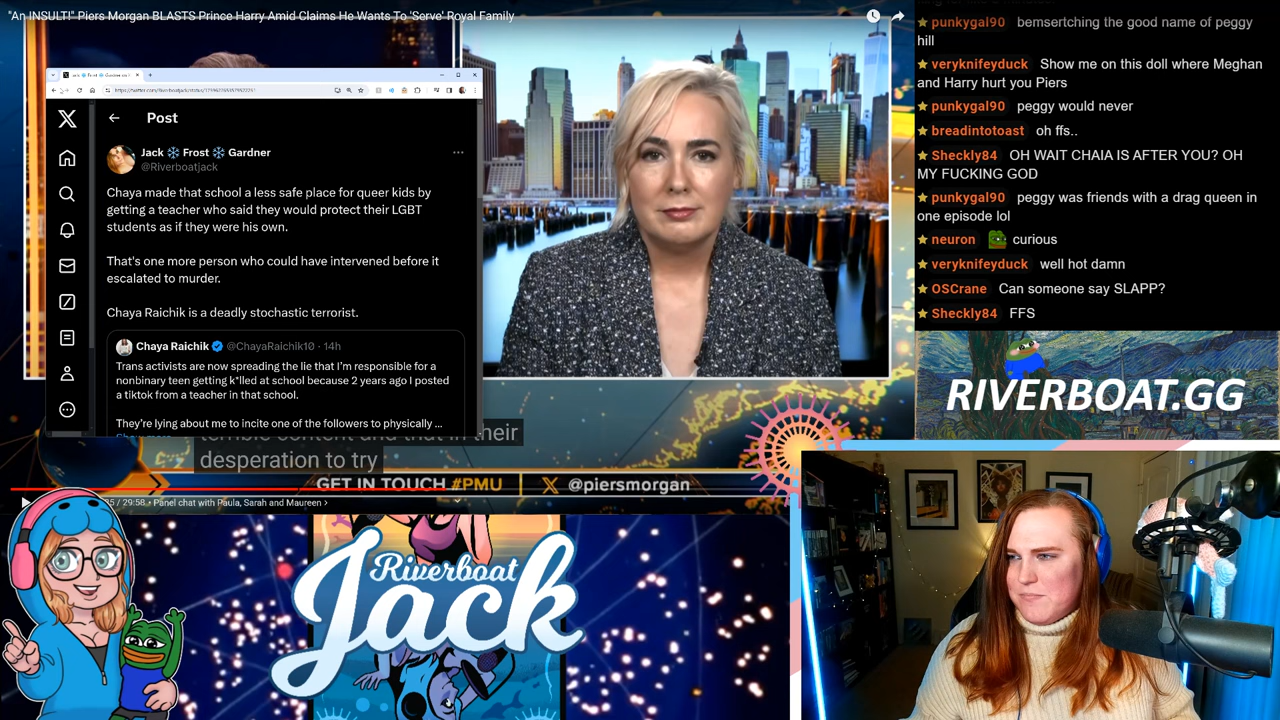 "An INSULT!" Piers Morgan BLASTS Prince Harry Amid Claims He Wants To 'Serve' Royal Family
Post
Jack ❄ Frost ❄ Gardner
@Riverboatjack
Chaya made that school a less safe place for queer kids by
getting a teacher who said they would protect their LGBT
students as if they were his own.
That's one more person who could have intervened before it
escalated to murder.
Chaya Raichik is a deadly stochastic terrorist.
Chaya Raichik @ChayaRaichik10 · 14h
Trans activists are now spreading the lie that I'm responsible for a
nonbinary teen getting k*lled at school because 2 years ago I posted
a tiktok from a teacher in that school.
They're lying about me to incite one of the followers to physically ...
terrible content and that in their
desperation to try
GET IN TOUCH #PMU X @piersmorgan
/ 29:58 • Panel chat with Paula, Sarah and Maureen >
Riverboat
Jack
punkygal90 bemsertching the good name of peggy
hill
veryknifeyduck Show me on this doll where Meghan
and Harry hurt you Piers
punkygal90 peggy would never
breadintotoast oh ffs..
Sheckly84 OH WAIT CHAIA IS AFTER YOU? OH
MY FUCKING GOD
punkygal90 peggy was friends with a drag queen in
one episode lol
neuron curious
veryknifeyduck well hot damn
OSCrane Can someone say SLAPP?
Sheckly84 FFS
RIVERBOAT.GG